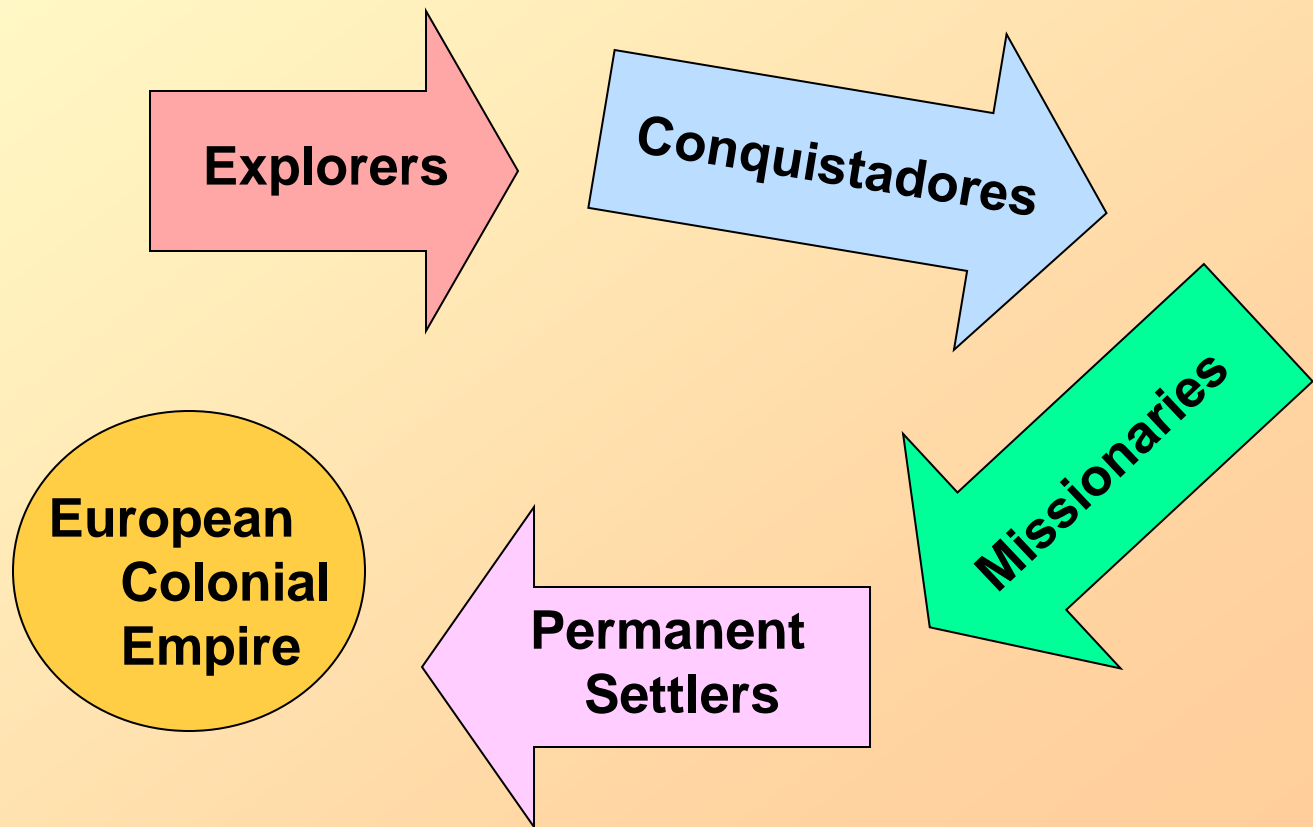 Explorers
Conquistadores
Missionaries
Permanent
Settlers
European
Colonial
Empire